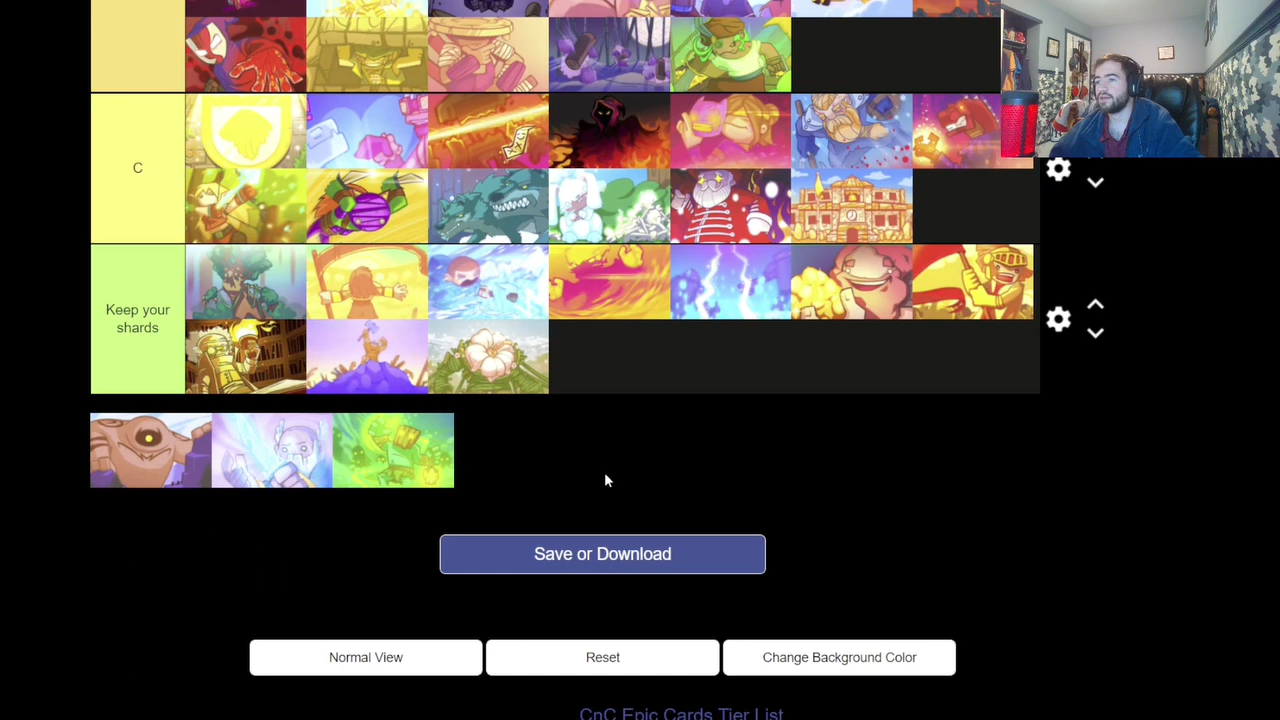 C
Keep your
shards
Save or Download
Normal View
Reset
Change Background Color
CnC Epic Cards Tier List